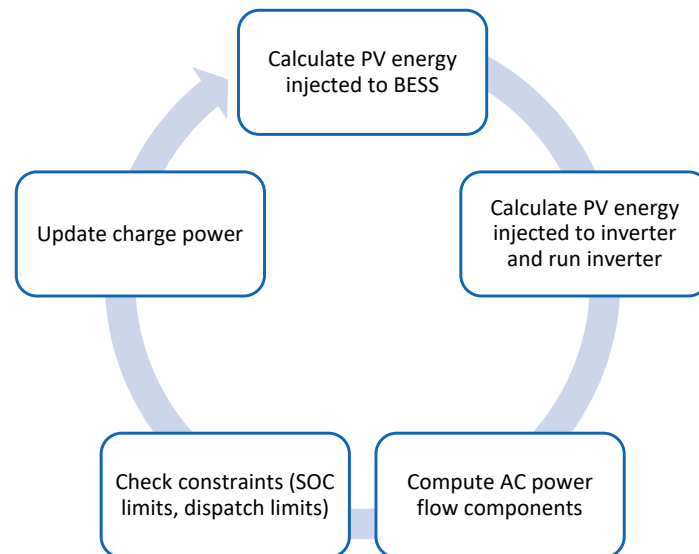 Calculate PV energy
injected to BESS
Calculate PV energy
injected to inverter
and run inverter
Compute AC power
flow components
Check constraints (SOC
limits, dispatch limits)
Update charge power